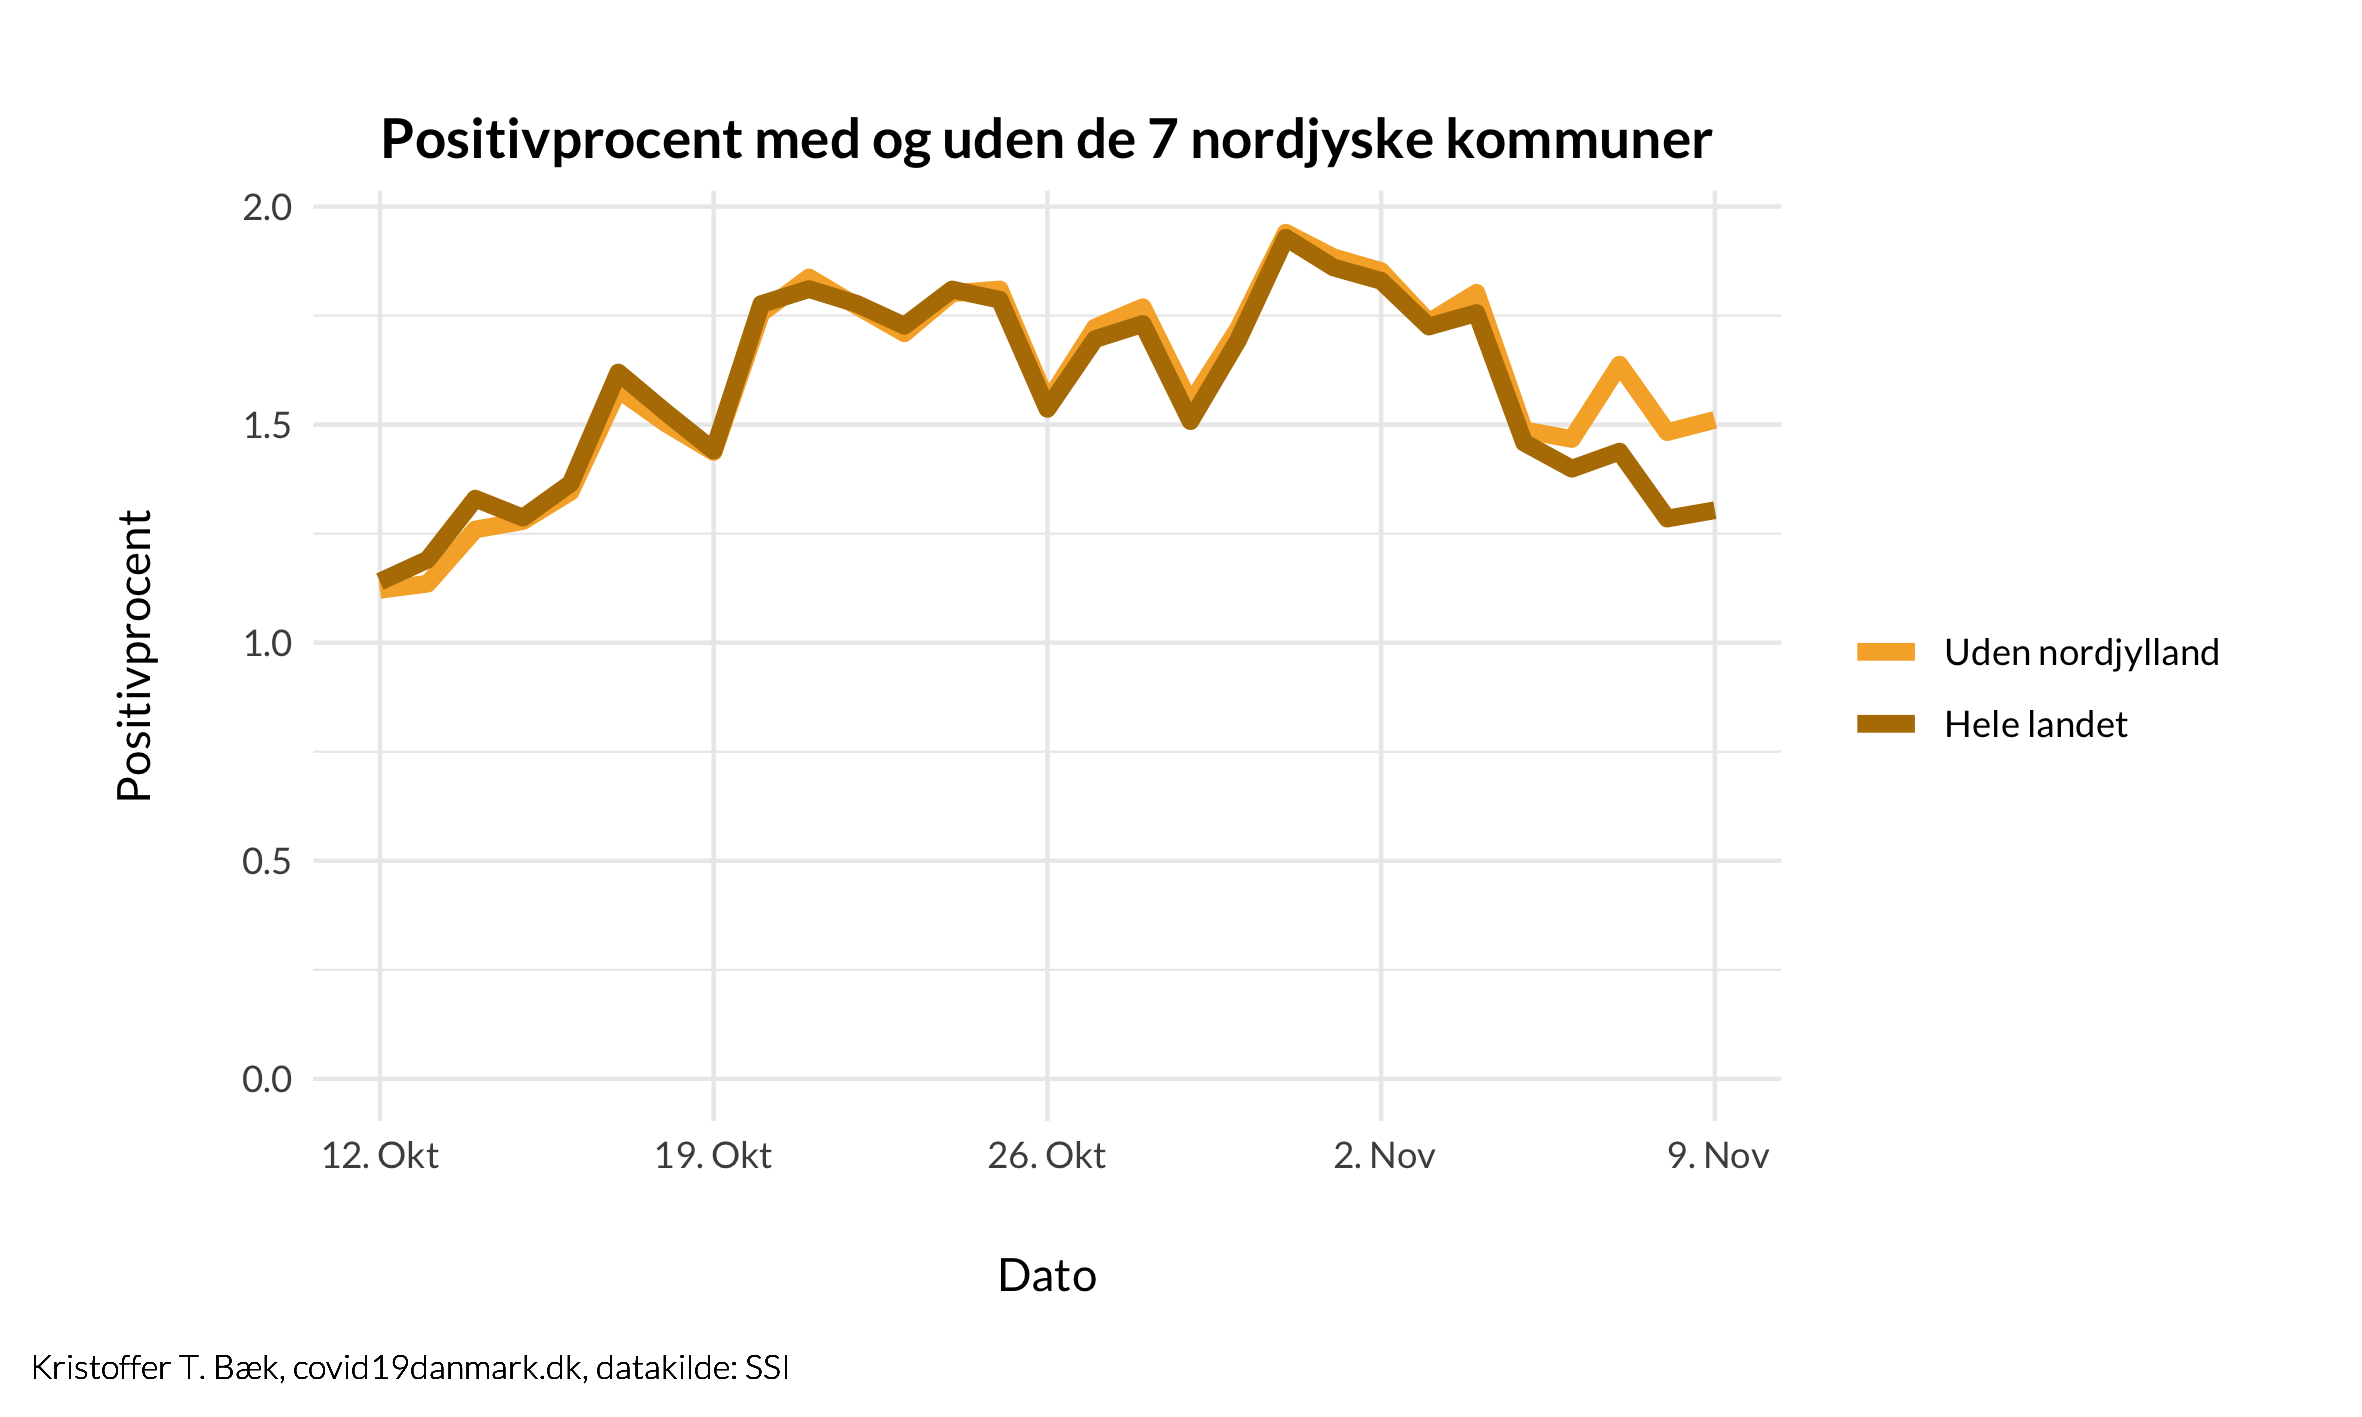 Positivprocent med og uden de 7 nordjyske kommuner
2.0
1.5
1.0
0.5
0.0
Positivprocent
12. Okt
19. Okt
26. Okt
2. Nov
9. Nov
Dato
Uden nordjylland
Hele landet
Kristoffer T. Bæk, covid19danmark.dk, datakilde: SSI